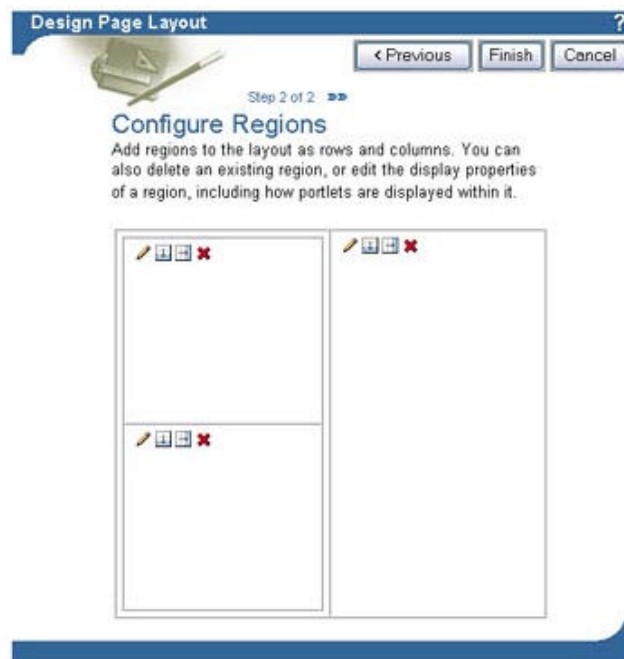 Design Page Layout ?
< Previous Finish Cancel
Step 2 of 2
Configure Regions
Add regions to the layout as rows and columns. You can
also delete an existing region, or edit the display properties
of a region, including how portlets are displayed within it.